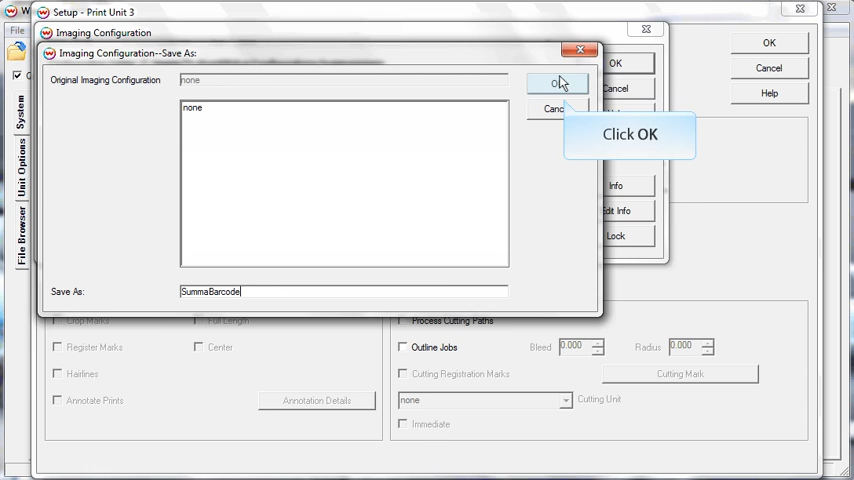 Setup - Print Unit 3
File
Imaging Configuration
Imaging Configuration--Save As:
Original Imaging Configuration
none
none
Click OK
OK
Cancel
OK
Cancel
Help
Info
Edit Info
Lock
System
Unit Options
File Browser
Save As:
SummaBarcode
Crop Marks
Full Length
Process Cutting Paths
Register Marks
Center
Outline Jobs
Bleed
0.000
Radius
0.000
Hairlines
Cutting Registration Marks
Cutting Mark
Annotate Prints
Annotation Details
none
Cutting Unit
Immediate